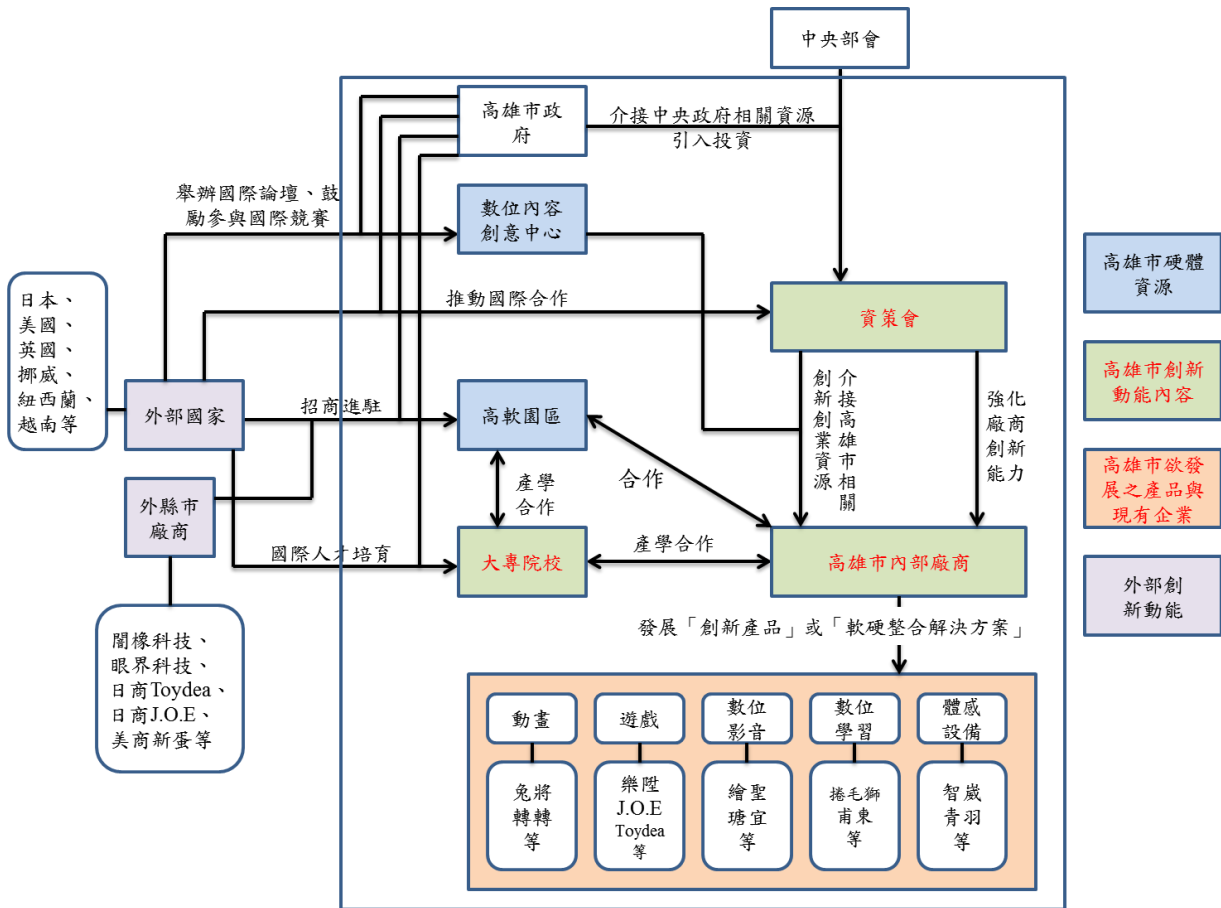 中央部會
高雄市政
府
介接中央政府相關資源
引入投資
舉辦國際論壇、鼓
勵參與國際競賽
數位內容
創意中心
高雄市硬體
資源
日本、
美國、
英國、
挪威、
紐西蘭、
越南等
推動國際合作
資策會
高雄市創新
動能內容
外部國家
招商進駐
高軟園區
介接高雄市相關
創新創業資源
強化
廠商
創新
能力
產學
合作
合作
高雄市欲發
展之產品與
現有企業
外縣市
廠商
國際人才培育
大專院校
產學合作
高雄市內部廠商
外部創
新動能
闇橡科技、
眼界科技、
日商Toydea、
日商J.O.E、
美商新蛋等
發展「創新產品」或「軟硬整合解決方案」
動畫
遊戲
數位
影音
數位
學習
體感
設備
兔將
轉轉
等
樂陞
J.O.E
Toydea
等
繪聖
瑭宜
等
捲毛獅
甫東
等
智崴
青羽
等